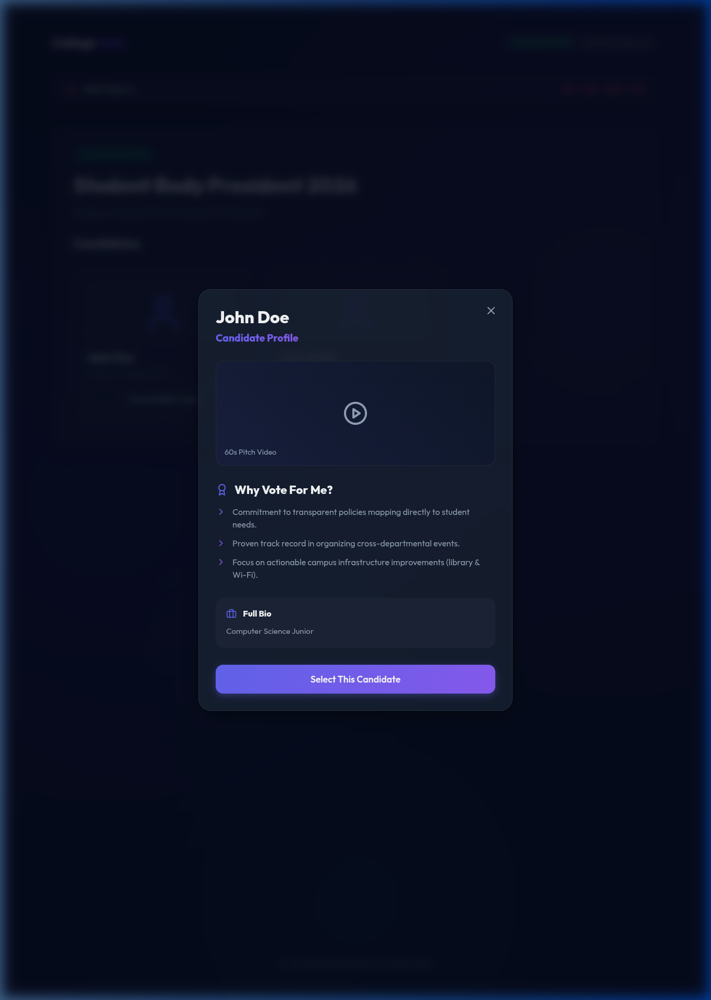 Student Body President 2026
Candidates
John Doe
Candidate Profile
60s Pitch Video
Why Vote For Me?
Commitment to transparent policies mapping directly to student
needs.
Proven track record in organizing cross-departmental events.
Focus on actionable campus infrastructure improvements (library &
Wi-Fi).
Full Bio
Computer Science Junior
Select This Candidate